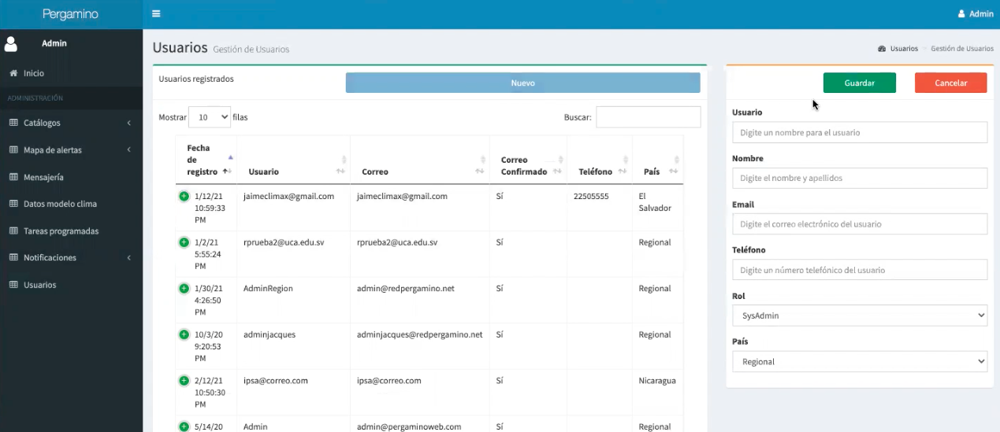 Pergamino
Admin
Admin
Usuarios Gestión de Usuarios
Usuarios Gestión de Usuarios
Inicio
ADMINISTRACIÓN
Catálogos
Mapa de alertas
Mensajería
Datos modelo clima
Tareas programadas
Notificaciones
Usuarios
Usuarios registrados
Nuevo
Mostrar 10 filas
Buscar:
Fecha de registro Usuario Correo Correo Confirmado Teléfono País
1/12/21 10:59:33 PM jaimeclimax@gmail.com jaimeclimax@gmail.com Sí 22505555 El Salvador
1/2/21 5:55:24 PM rprueba2@uca.edu.sv rprueba2@uca.edu.sv Sí Regional
1/30/21 4:26:50 PM AdminRegion admin@redpergamino.net Sí Regional
10/3/20 9:20:53 PM adminjacques adminjacques@redpergamino.net Sí Regional
2/12/21 10:50:30 PM ipsa@correo.com ipsa@correo.com Sí Nicaragua
5/14/20 Admin admin@pergaminoweb.com Sí Regional
Guardar
Cancelar
Usuario
Digite un nombre para el usuario
Nombre
Digite el nombre y apellidos
Email
Digite el correo electrónico del usuario
Teléfono
Digite un número telefónico del usuario
Rol
SysAdmin
País
Regional